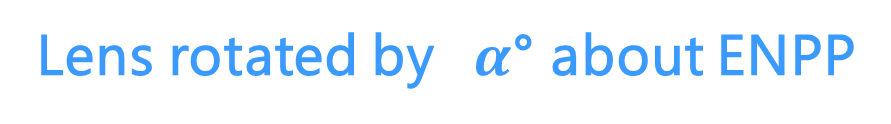 Lens rotated by α° about ENPP